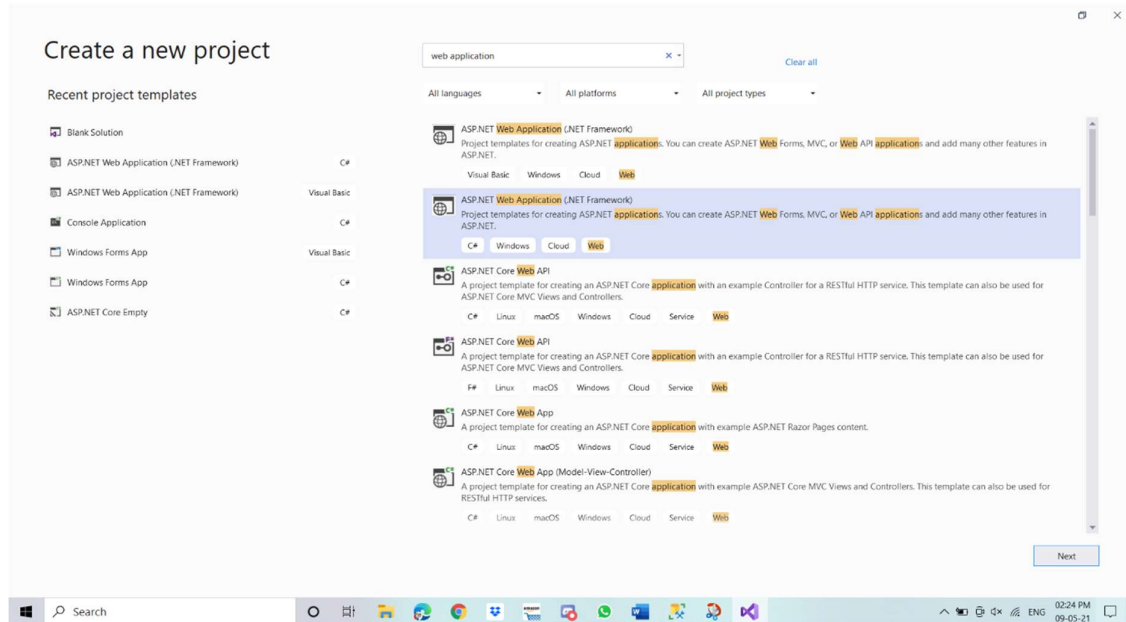 Create a new project
Recent project templates
Blank Solution
ASP.NET Web Application (.NET Framework) C#
ASP.NET Web Application (.NET Framework) Visual Basic
Console Application C#
Windows Forms App Visual Basic
Windows Forms App C#
ASP.NET Core Empty C#
web application
Clear all
All languages All platforms All project types
ASP.NET Web Application (.NET Framework)
Project templates for creating ASP.NET applications. You can create ASP.NET Web Forms, MVC, or Web API applications and add many other features in
ASP.NET.
Visual Basic Windows Cloud Web
ASP.NET Web Application (.NET Framework)
Project templates for creating ASP.NET applications. You can create ASP.NET Web Forms, MVC, or Web API applications and add many other features in
ASP.NET.
C# Windows Cloud Web
ASP.NET Core Web API
A project template for creating an ASP.NET Core application with an example Controller for a RESTful HTTP service. This template can also be used for
ASP.NET Core MVC Views and Controllers.
C# Linux macOS Windows Cloud Service Web
ASP.NET Core Web API
A project template for creating an ASP.NET Core application with an example Controller for a RESTful HTTP service. This template can also be used for
ASP.NET Core MVC Views and Controllers.
F# Linux macOS Windows Cloud Service Web
ASP.NET Core Web App
A project template for creating an ASP.NET Core application with example ASP.NET Razor Pages content.
C# Linux macOS Windows Cloud Service Web
ASP.NET Core Web App (Model-View-Controller)
A project template for creating an ASP.NET Core application with example ASP.NET Core MVC Views and Controllers. This template can also be used for
RESTful HTTP services.
C# Linux macOS Windows Cloud Service Web
Next
Search
ENG
02:24 PM
09-05-21